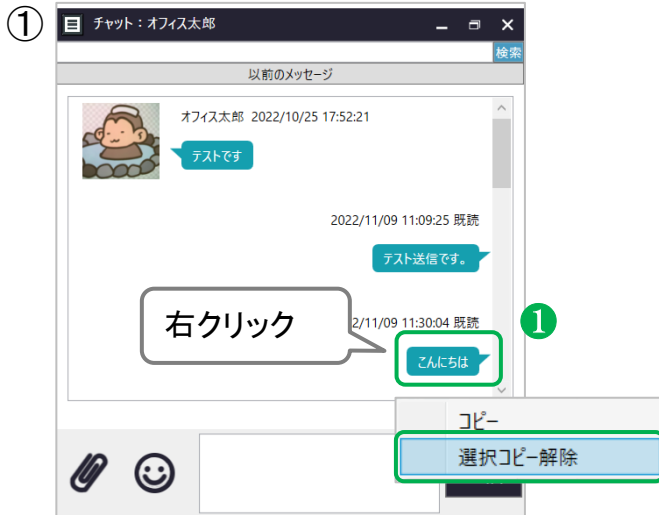 ①
チャット：オフィス太郎
検索
以前のメッセージ
オフィス太郎 2022/10/25 17:52:21
テストです
2022/11/09 11:09:25 既読
テスト送信です。
右クリック
2/11/09 11:30:04 既読
❶
こんにちは
コピー
選択コピー解除